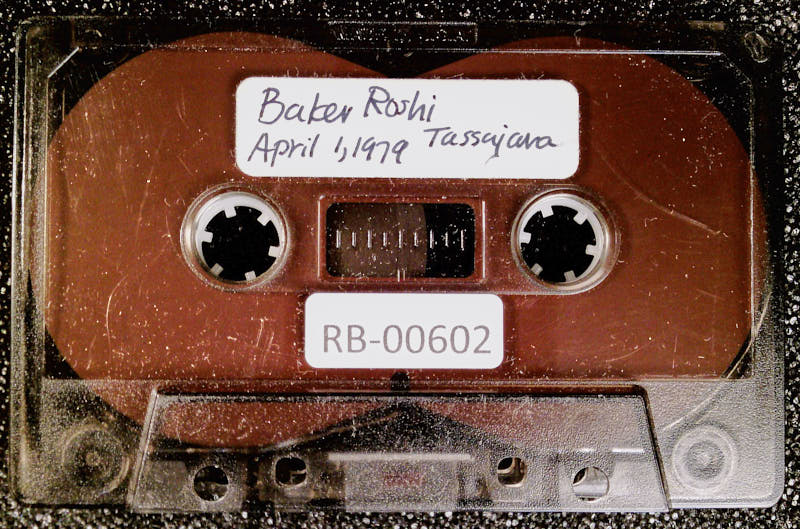 Baker Roshi
April 1, 1979 Tassajara
RB-00602